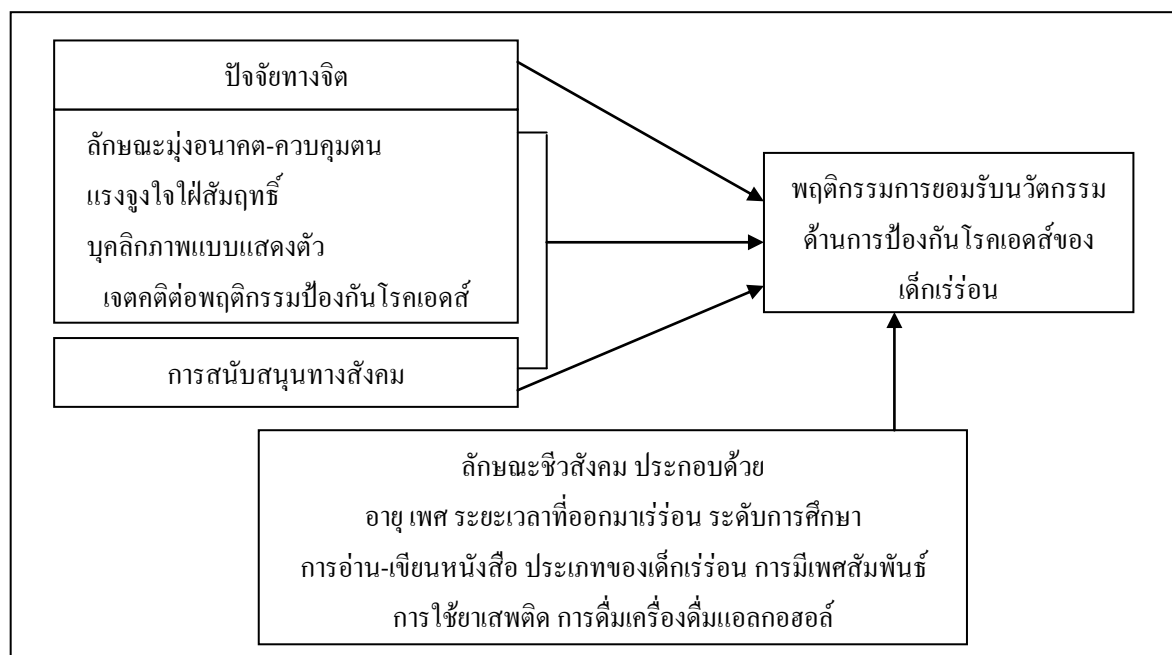 ปัจจัยทางจิต
ลักษณะมุ่งอนาคต-ควบคุมตน
แรงจูงใจใฝ่สัมฤทธิ์
บุคลิกภาพแบบแสดงตัว
เจตคติต่อพฤติกรรมป้องกันโรคเอดส์
การสนับสนุนทางสังคม
พฤติกรรมการยอมรับนวัตกรรม
ด้านการป้องกันโรคเอดส์ของ
เด็กเร่ร่อน
ลักษณะชีวสังคม ประกอบด้วย
อายุ เพศ ระยะเวลาที่ออกมาเร่ร่อน ระดับการศึกษา
การอ่าน-เขียนหนังสือ ประเภทของเด็กเร่ร่อน การมีเพศสัมพันธ์
การใช้ยาเสพติด การดื่มเครื่องดื่มแอลกอฮอล์